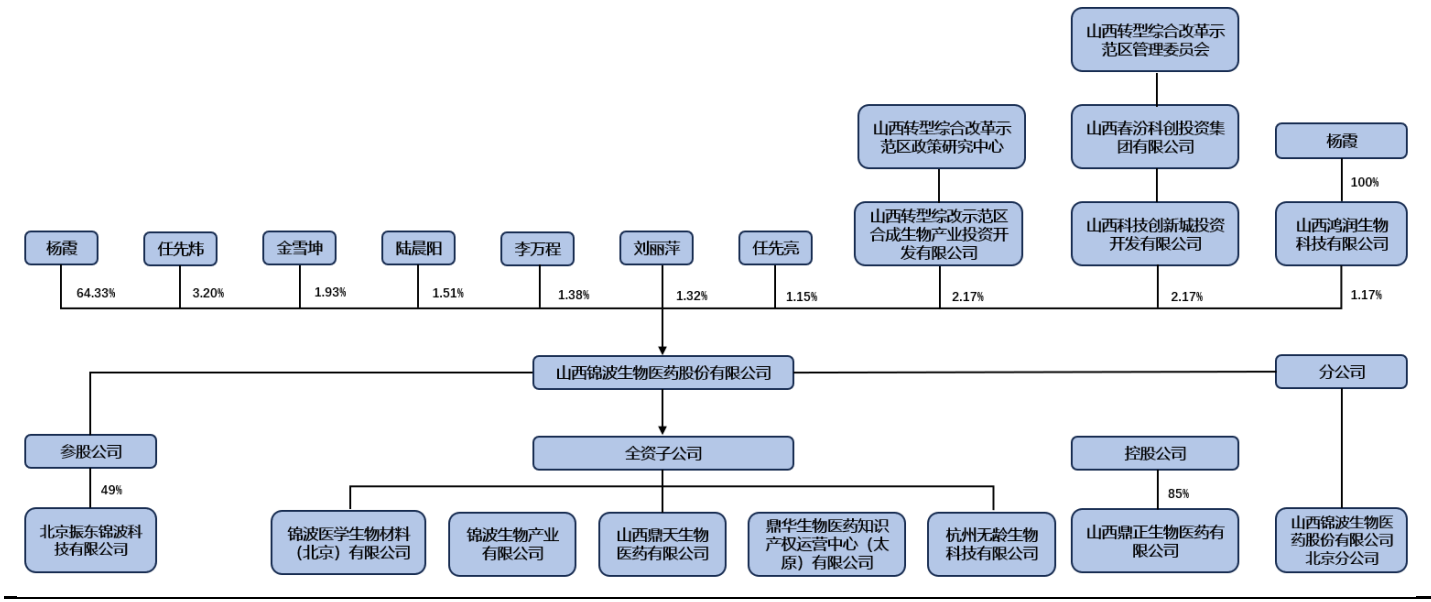 山西转型综合改革示
范区管理委员会
山西转型综合改革示
范区政策研究中心
山西春汾科创投资集
团有限公司
杨霞
100%
山西转型综改示范区
合成生物产业投资开
发有限公司
山西科技创新城投资
开发有限公司
山西鸿润生物
科技有限公司
杨霞
任先炜
金雪坤
陆晨阳
李万程
刘丽萍
任先亮
64.33%
3.20%
1.93%
1.51%
1.38%
1.32%
1.15%
2.17%
2.17%
1.17%
山西锦波生物医药股份有限公司
分公司
参股公司
全资子公司
控股公司
49%
85%
北京振东锦波科
技有限公司
锦波医学生物材料
（北京）有限公司
锦波生物产业
有限公司
山西鼎天生物
医药有限公司
鼎华生物医药知识
产权运营中心（太
原）有限公司
杭州无龄生物
科技有限公司
山西鼎正生物医药有
限公司
山西锦波生物医
药股份有限公司
北京分公司